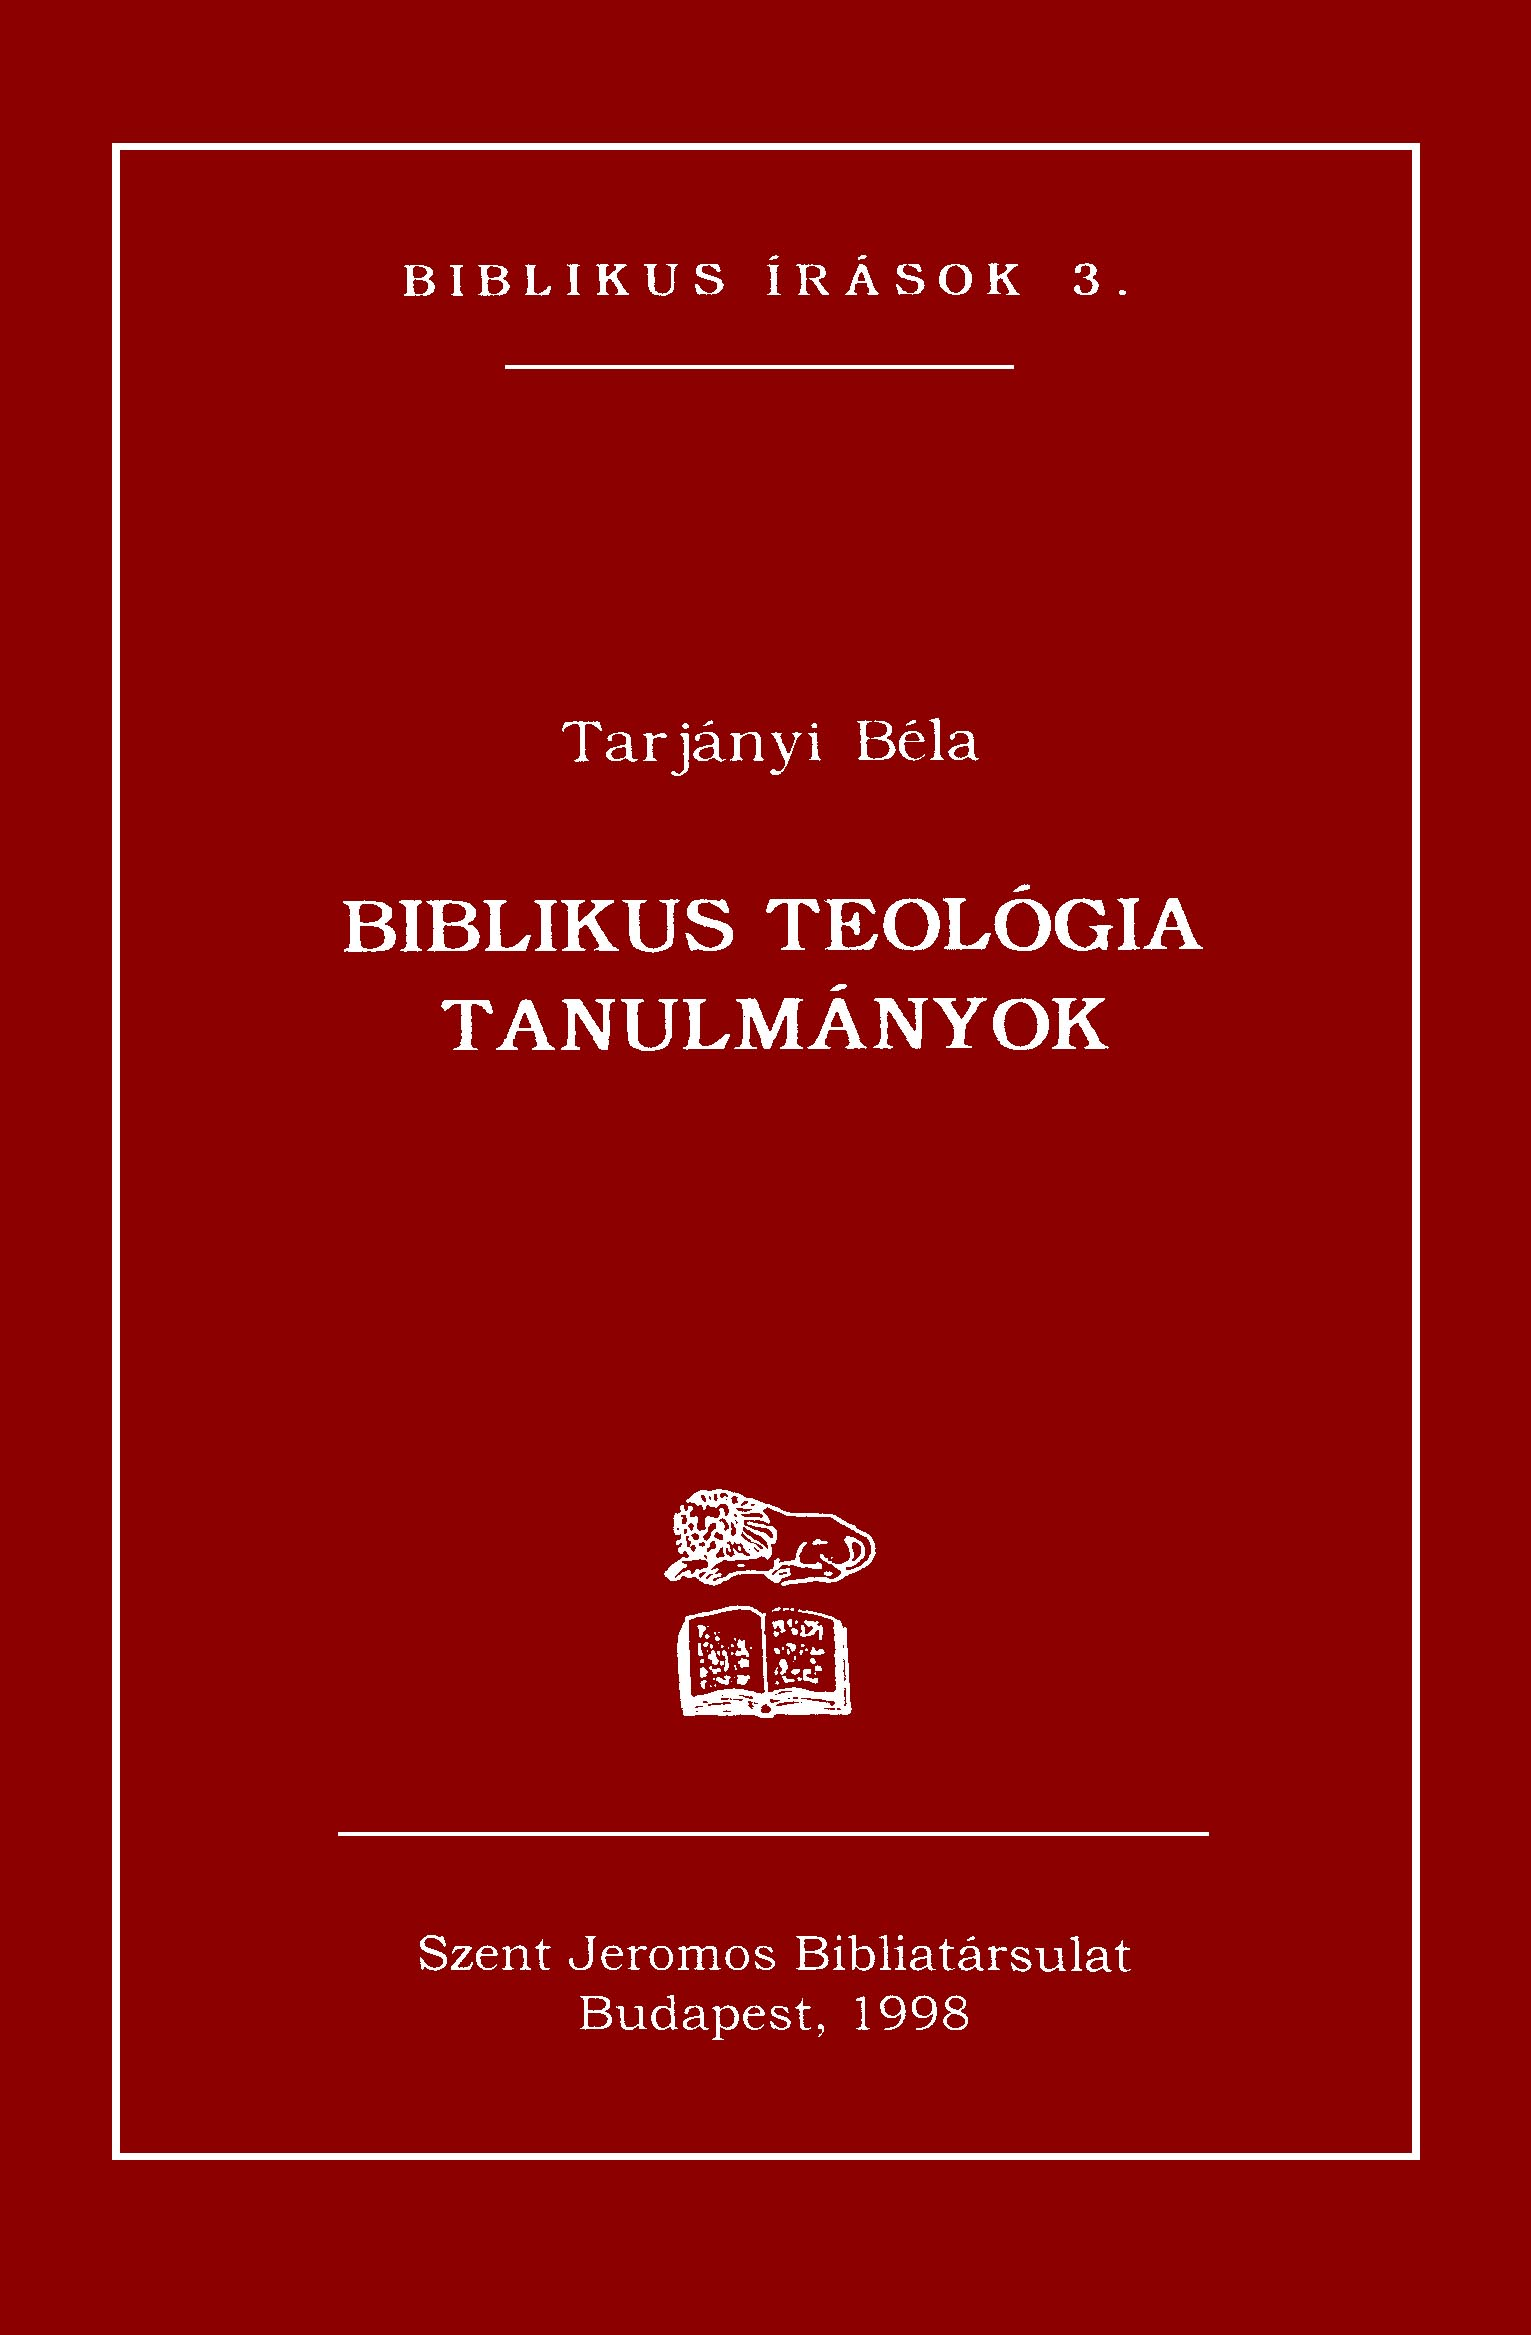 BIBLIKUS ÍRÁSOK 3.
Tarjányi Béla
BIBLIKUS TEOLÓGIA
TANULMÁNYOK
Szent Jeromos Bibliatársulat
Budapest, 1998